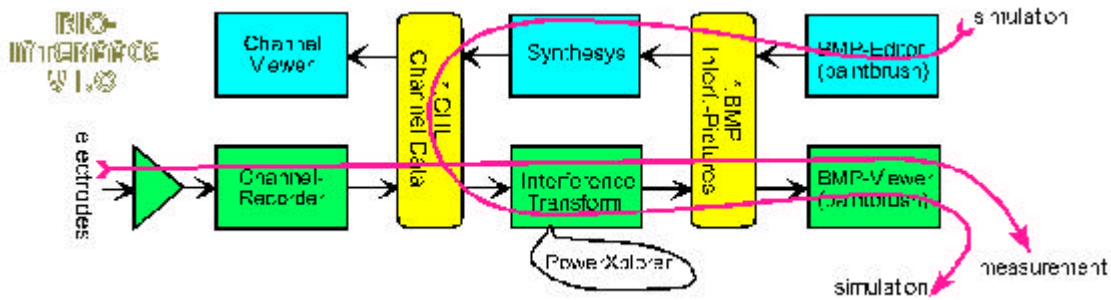 BIO-
INTERFACE
V1.0
Channel
Viewer
*.CHL
Channel Data
Synthesys
*.BMP
Interf.-Pictures
BMP-Editor
(paintbrush)
simulation
electrodes
Channel-
Recorder
Interference
Transform
BMP-Viewer
(paintbrush)
PowerXplorer
measurement
simulation